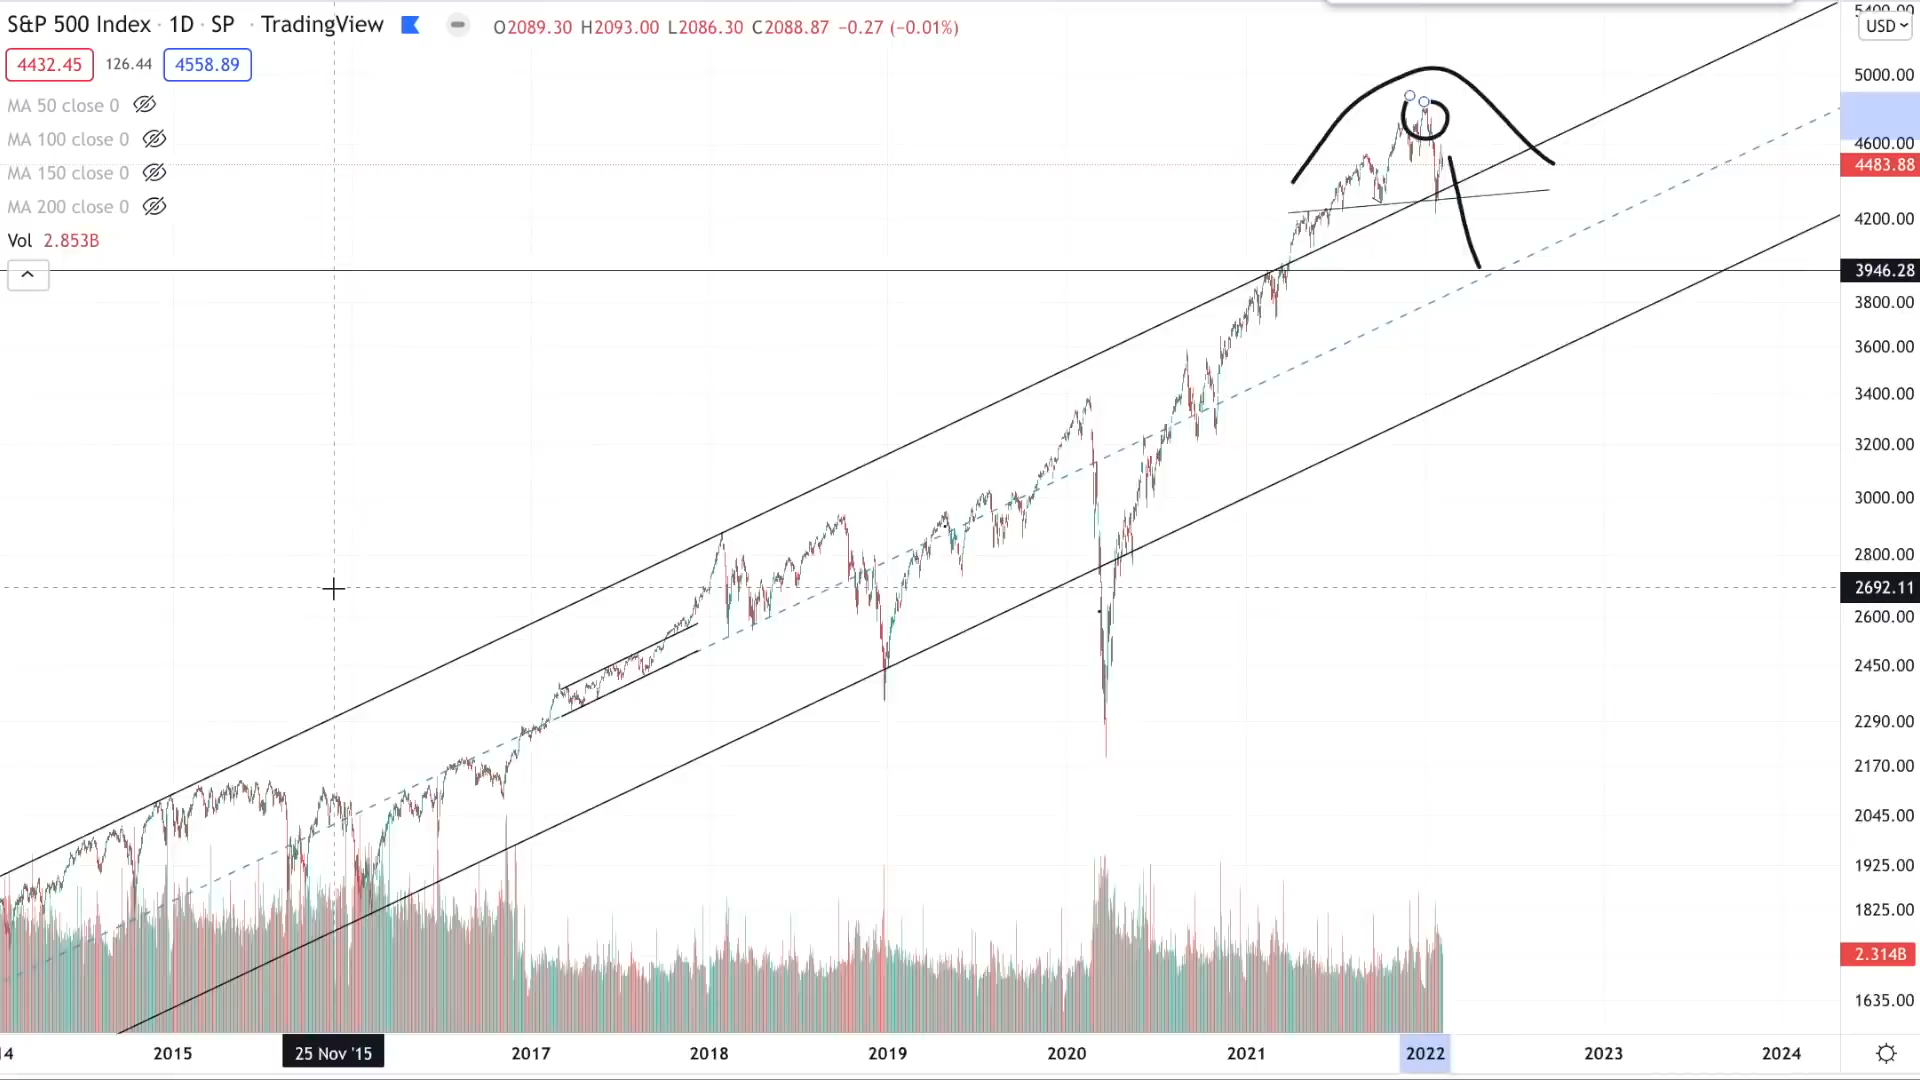 S&P 500 Index · 1D · SP · TradingView O2089.30 H2093.00 L2086.30 C2088.87 −0.27 (−0.01%)
4432.45 126.44 4558.89
MA 50 close 0
MA 100 close 0
MA 150 close 0
MA 200 close 0
Vol 2.853B
5400.00
USD
5000.00
4600.00
4483.88
4200.00
3946.28
3800.00
3600.00
3400.00
3200.00
3000.00
2800.00
2692.11
2600.00
2450.00
2290.00
2170.00
2045.00
1925.00
1825.00
2.314B
1635.00
14 2015 25 Nov '15 2017 2018 2019 2020 2021 2022 2023 2024